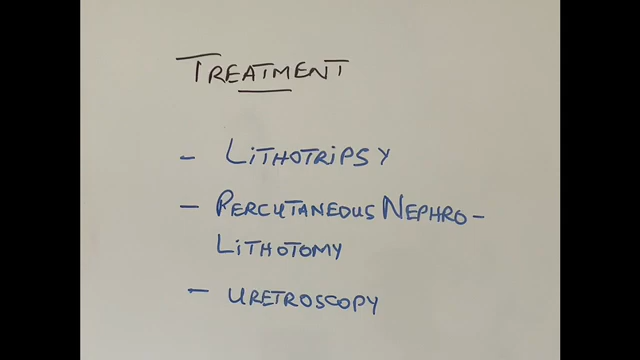 TREATMENT
- LITHOTRIPSY
- PERCUTANEOUS NEPHRO -
LITHOTOMY
- URETROSCOPY